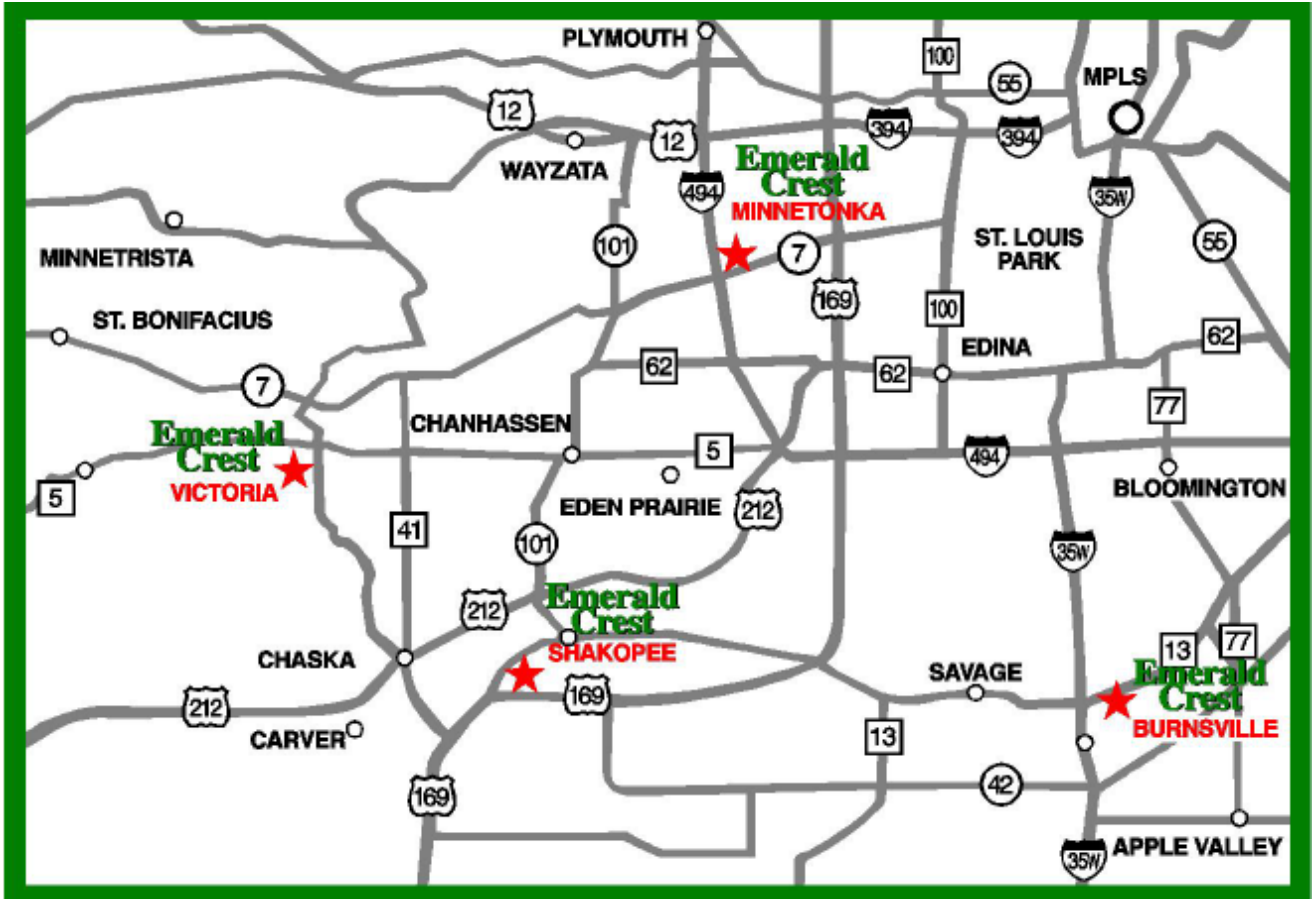 PLYMOUTH
100
55
MPLS
12
12
394
394
WAYZATA
Emerald
Crest
MINNETONKA
494
35W
MINNETRISTA
101
7
ST. LOUIS
PARK
55
ST. BONIFACIUS
169
100
62
EDINA
62
62
7
77
Emerald
Crest
VICTORIA
CHANHASSEN
5
494
5
EDEN PRAIRIE
212
BLOOMINGTON
41
101
35W
212
Emerald
Crest
SHAKOPEE
CHASKA
13
77
SAVAGE
Emerald
Crest
BURNSVILLE
212
169
CARVER
13
169
42
35W
APPLE VALLEY